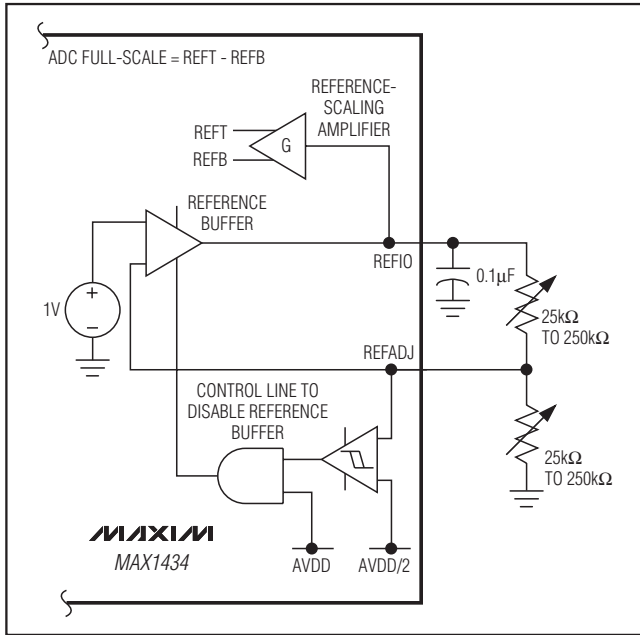 ADC FULL-SCALE = REFT - REFB
REFERENCE-
SCALING
AMPLIFIER
REFT
REFB
G
REFERENCE
BUFFER
REFIO
0.1μF
25kΩ
TO 250kΩ
1V
+
−
REFADJ
CONTROL LINE TO
DISABLE REFERENCE
BUFFER
25kΩ
TO 250kΩ
MAXIM
MAX1434
AVDD
AVDD/2